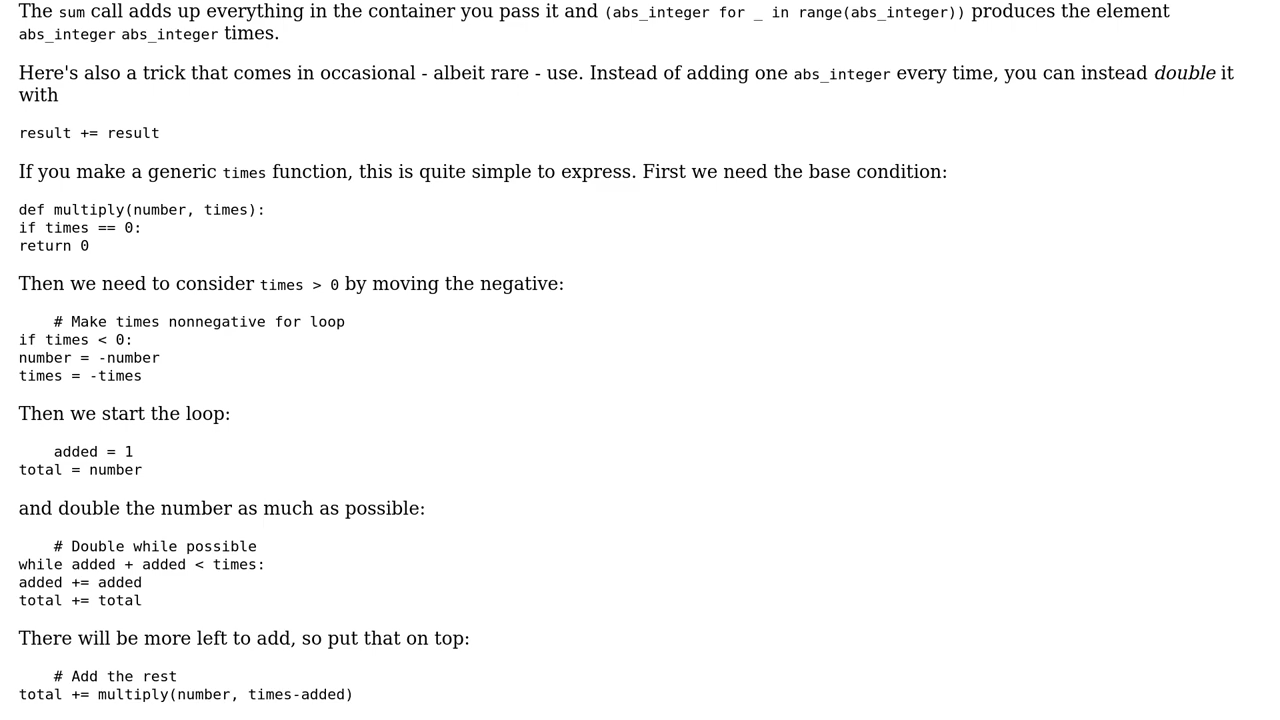 The sum call adds up everything in the container you pass it and (abs_integer for _ in range(abs_integer)) produces the element
abs_integer abs_integer times.
Here's also a trick that comes in occasional - albeit rare - use. Instead of adding one abs_integer every time, you can instead double it
with
result += result
If you make a generic times function, this is quite simple to express. First we need the base condition:
def multiply(number, times):
if times == 0:
return 0
Then we need to consider times > 0 by moving the negative:
    # Make times nonnegative for loop
if times < 0:
number = -number
times = -times
Then we start the loop:
    added = 1
total = number
and double the number as much as possible:
    # Double while possible
while added + added < times:
added += added
total += total
There will be more left to add, so put that on top:
    # Add the rest
total += multiply(number, times-added)